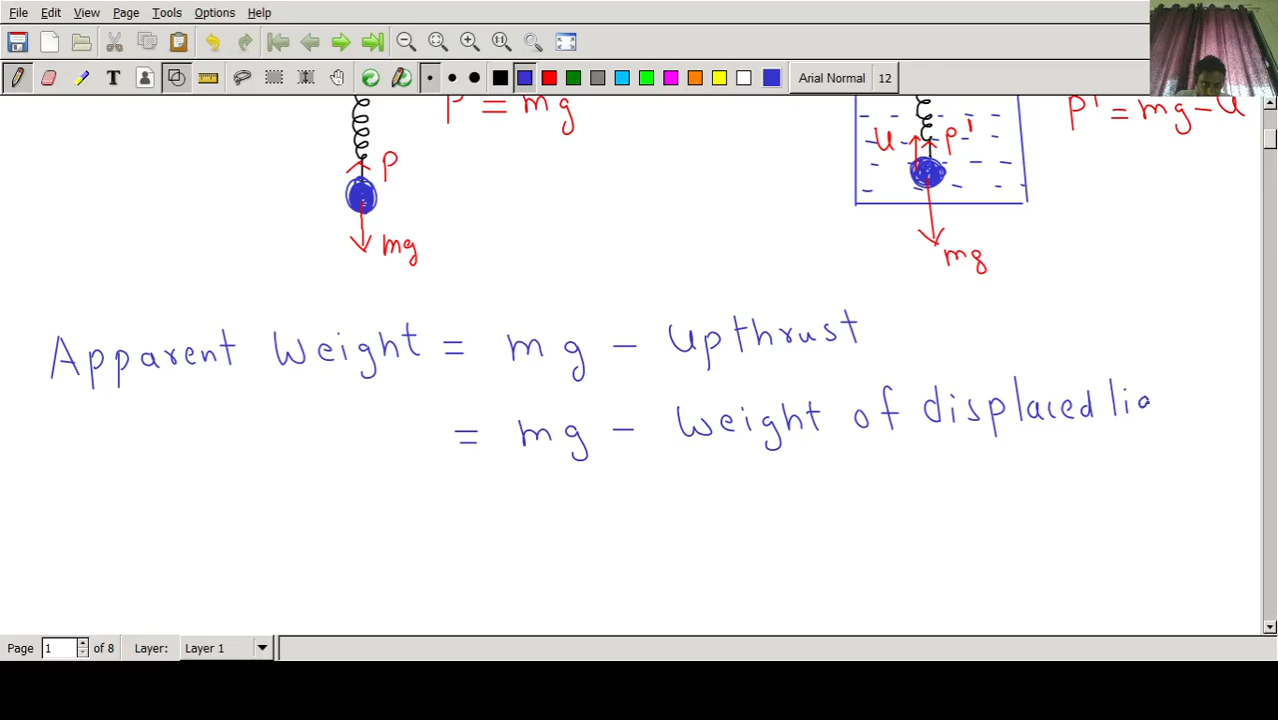 File Edit View Page Tools Options Help
Arial Normal 12
P = mg
P' = mg - U
P
U P'
mg
mg
Apparent Weight = mg - Upthrust
= mg - Weight of displaced liq
Page 1 of 8 Layer: Layer 1